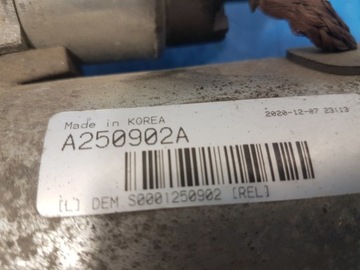 Made in KOREA
2020-12-07 23:13
A250902A
[L] DEM S0001250902 [REL]